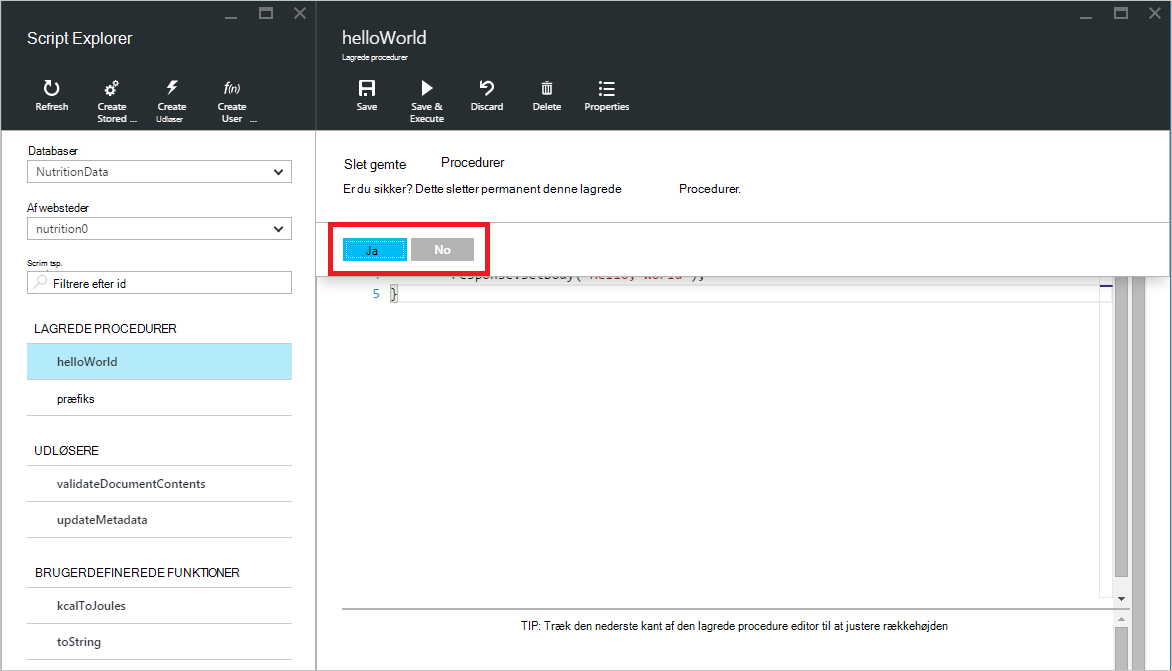 Script Explorer
Refresh
Create
Stored ...
Create
Udløser
f(n)
Create
User ...
Databaser
NutritionData
Af websteder
nutrition0
Scrim tsp.
Filtrere efter id
LAGREDE PROCEDURER
helloWorld
præfiks
UDLØSERE
validateDocumentContents
updateMetadata
BRUGERDEFINEREDE FUNKTIONER
kcalToJoules
toString
helloWorld
Lagrede procedurer
Save
Save &
Execute
Discard
Delete
Properties
Slet gemte Procedurer
Er du sikker? Dette sletter permanent denne lagrede Procedurer.
Ja
No
5 }
TIP: Træk den nederste kant af den lagrede procedure editor til at justere rækkehøjden